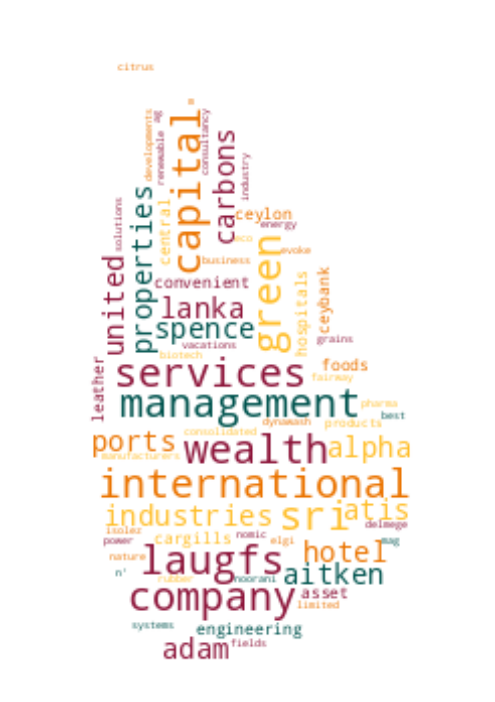 citrus
developments
ag
renewable
capital
consultancy
carbons
industry
solutions
properties
central
ceylon
energy
eco
evoke
business
united
green
convenient
hospitals
ceybank
lanka
spence
grains
vacations
biotech
leather
services
foods
fairway
management
pharma
best
dynawash
products
consolidated
ports
wealth
alpha
manufacturers
international
industries
sri
atis
delmege
isolez
power
cargills
nomic
elgi
mag
nature
laugfs
hotel
n'
rubber
noorani
aitken
company
asset
limited
systems
engineering
adam
fields